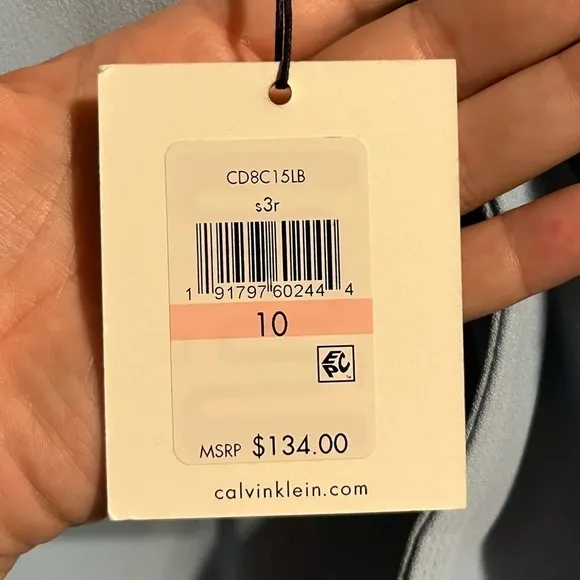 CD8C15LB
s3r
1 91797 60244 4
10
EPC
MSRP $134.00
calvinklein.com